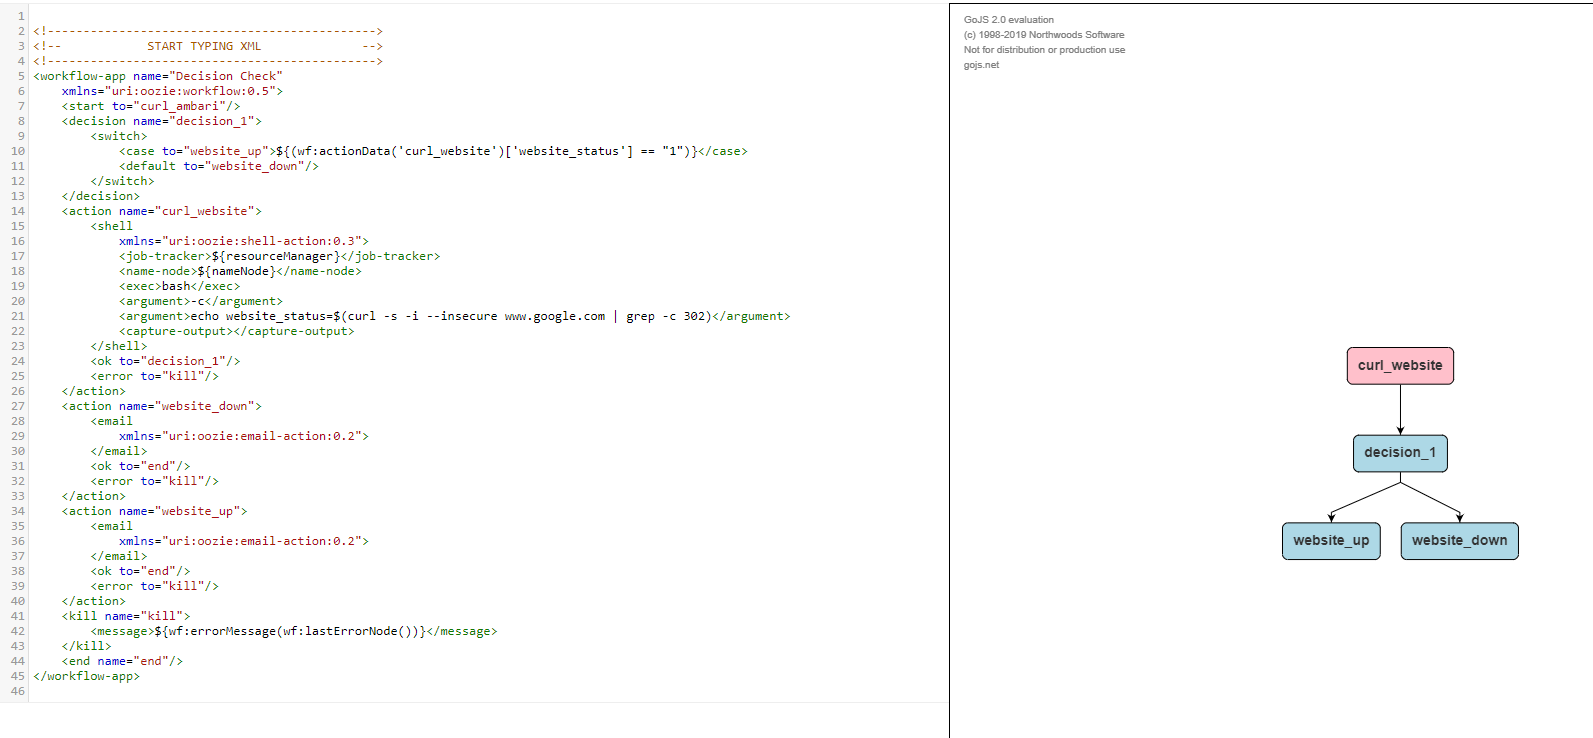 1
2 <!---------------------------------------------->
3 <!--            START TYPING XML              -->
4 <!---------------------------------------------->
5 <workflow-app name="Decision Check"
6     xmlns="uri:oozie:workflow:0.5">
7     <start to="curl_ambari"/>
8     <decision name="decision_1">
9         <switch>
10             <case to="website_up">${(wf:actionData('curl_website')['website_status'] == "1")}</case>
11             <default to="website_down"/>
12         </switch>
13     </decision>
14     <action name="curl_website">
15         <shell
16             xmlns="uri:oozie:shell-action:0.3">
17             <job-tracker>${resourceManager}</job-tracker>
18             <name-node>${nameNode}</name-node>
19             <exec>bash</exec>
20             <argument>-c</argument>
21             <argument>echo website_status=$(curl -s -i --insecure www.google.com | grep -c 302)</argument>
22             <capture-output></capture-output>
23         </shell>
24         <ok to="decision_1"/>
25         <error to="kill"/>
26     </action>
27     <action name="website_down">
28         <email
29             xmlns="uri:oozie:email-action:0.2">
30         </email>
31         <ok to="end"/>
32         <error to="kill"/>
33     </action>
34     <action name="website_up">
35         <email
36             xmlns="uri:oozie:email-action:0.2">
37         </email>
38         <ok to="end"/>
39         <error to="kill"/>
40     </action>
41     <kill name="kill">
42         <message>${wf:errorMessage(wf:lastErrorNode())}</message>
43     </kill>
44     <end name="end"/>
45 </workflow-app>
46
GoJS 2.0 evaluation
(c) 1998-2019 Northwoods Software
Not for distribution or production use
gojs.net
curl_website
decision_1
website_up
website_down